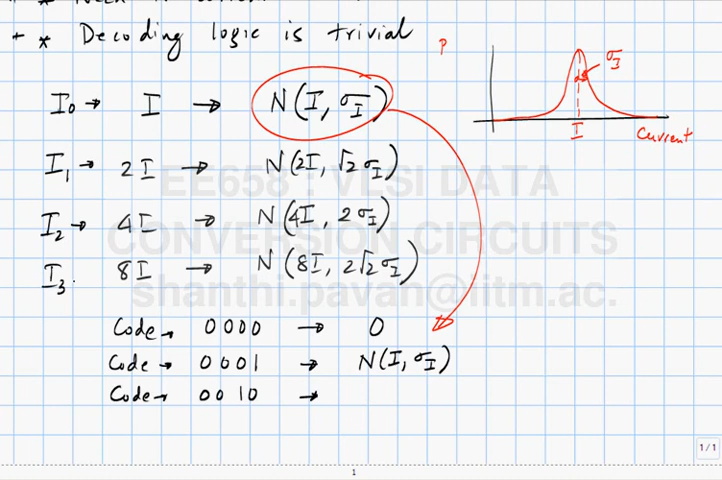 + * Decoding logic is trivial
P
σ_I
I₀ → I → N(I, σ_I)
I
Current
I₁ → 2I → N(2I, √2 σ_I)
EE658 : VLSI DATA
I₂ → 4I → N(4I, 2σ_I)
CONVERSION CIRCUITS
I₃. 8I → N(8I, 2√2 σ_I)
shanthi.pavan@iitm.ac.
Code → 0000 → 0
Code → 0001 → N(I, σ_I)
Code → 0010 →
1/1
1